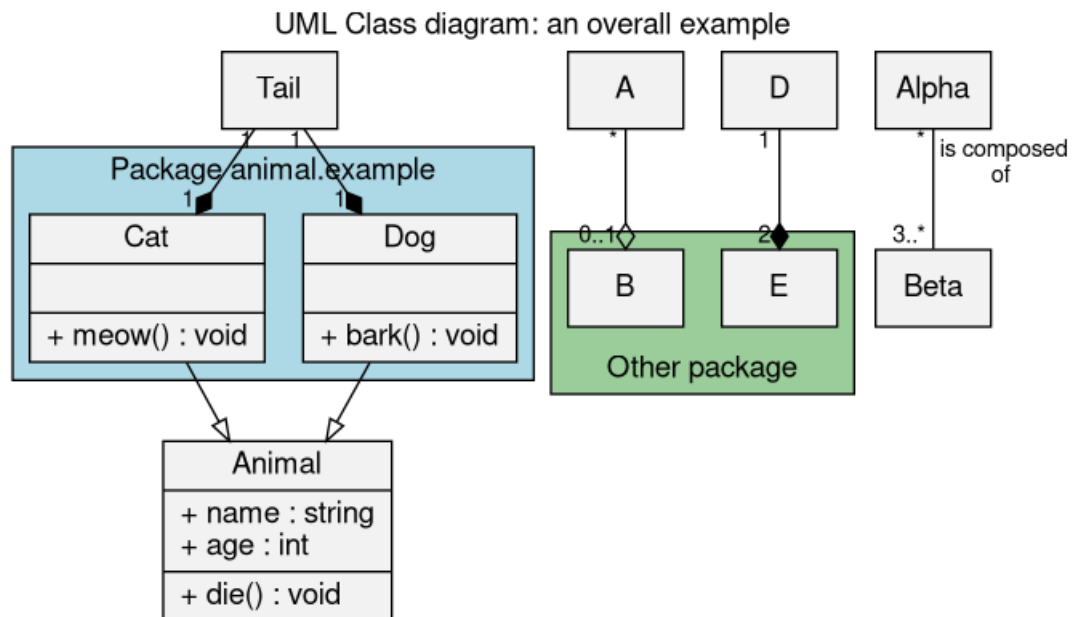 UML Class diagram: an overall example
Tail
A
D
Alpha
1
1
*
1
*
is composed
of
Package animal.example
1
1
Cat
Dog
0..1
2
3..*
B
E
Beta
+ meow() : void
+ bark() : void
Other package
Animal
+ name : string
+ age : int
+ die() : void